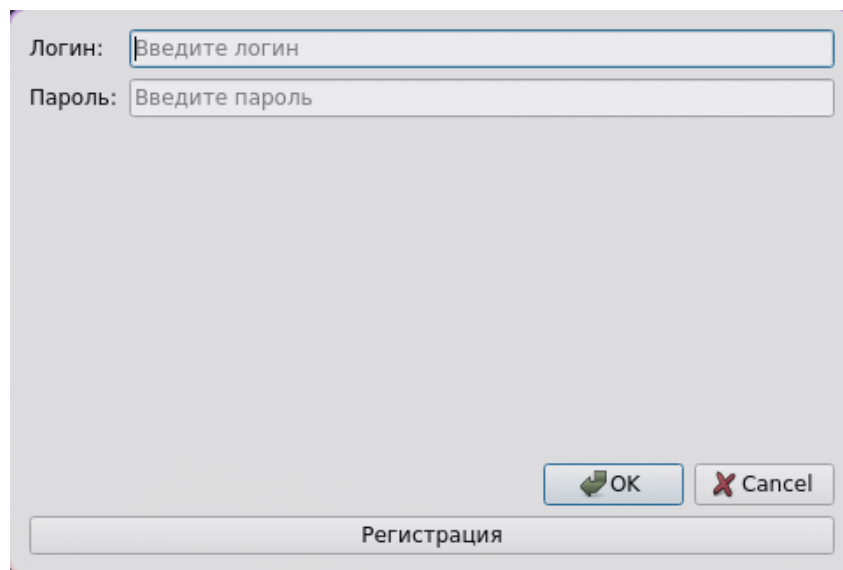 Логин: Введите логин
Пароль: Введите пароль
OK Cancel
Регистрация